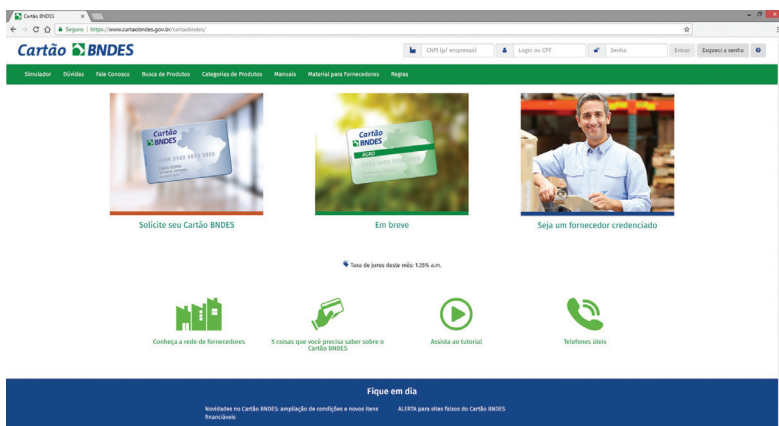 Cartão BNDES
Seguro https://www.cartaobndes.gov.br/cartaobndes/
Cartão BNDES
CNPJ (p/ empresas)
Login ou CPF
Senha
Entrar
Esqueci a senha
Simulador Dúvidas Fale Conosco Busca de Produtos Categorias de Produtos Manuais Material para Fornecedores Regras
Cartão
BNDES
Cartão
BNDES
AGRO
Solicite seu Cartão BNDES
Em breve
Seja um fornecedor credenciado
Taxa de juros deste mês: 1.35% a.m.
Conheça a rede de fornecedores
5 coisas que você precisa saber sobre o
Cartão BNDES
Assista ao tutorial
Telefones úteis
Fique em dia
Novidades no Cartão BNDES: ampliação de condições e novos itens
financiáveis
ALERTA para sites falsos do Cartão BNDES